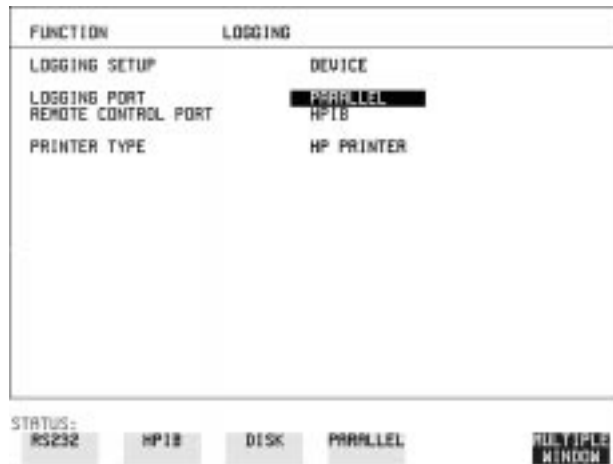 FUNCTION LOGGING
LOGGING SETUP DEVICE
LOGGING PORT PARALLEL
REMOTE CONTROL PORT HPIB
PRINTER TYPE HP PRINTER
STATUS:
RS232 HPIB DISK PARALLEL MULTIPLE WINDOW